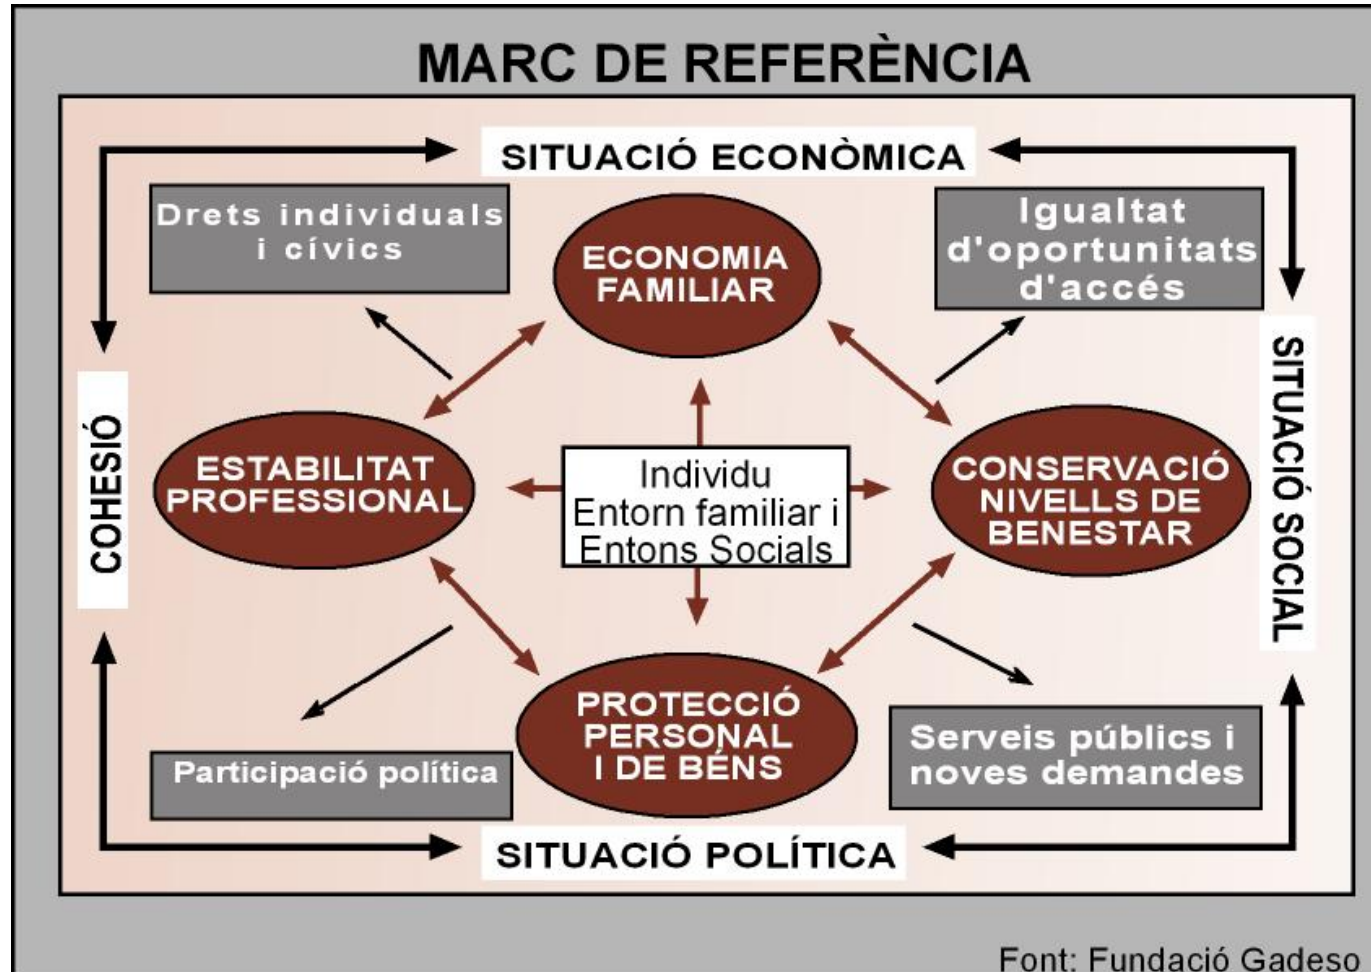 MARC DE REFERÈNCIA
SITUACIÓ ECONÒMICA
Drets individuals
i cívics
ECONOMIA
FAMILIAR
Igualtat
d'oportunitats
d'accés
COHESIÓ
ESTABILITAT
PROFESSIONAL
Individu
Entorn familiar i
Entons Socials
CONSERVACIÓ
NIVELLS DE
BENESTAR
SITUACIÓ SOCIAL
Participació política
PROTECCIÓ
PERSONAL
I DE BÉNS
Serveis públics i
noves demandes
SITUACIÓ POLÍTICA
Font: Fundació Gadeso